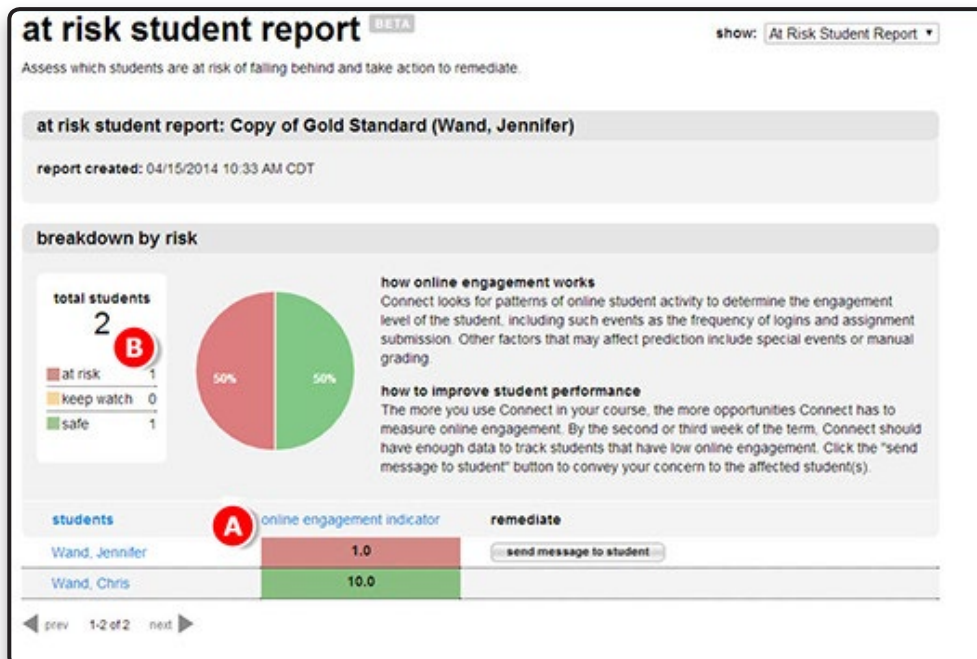 at risk student report BETA
show: At Risk Student Report
Assess which students are at risk of falling behind and take action to remediate.
at risk student report: Copy of Gold Standard (Wand, Jennifer)
report created: 04/15/2014 10:33 AM CDT
breakdown by risk
total students
2
B
at risk 1
keep watch 0
safe 1
50% 50%
how online engagement works
Connect looks for patterns of online student activity to determine the engagement
level of the student, including such events as the frequency of logins and assignment
submission. Other factors that may affect prediction include special events or manual
grading.
how to improve student performance
The more you use Connect in your course, the more opportunities Connect has to
measure online engagement. By the second or third week of the term, Connect should
have enough data to track students that have low online engagement. Click the "send
message to student" button to convey your concern to the affected student(s).
students A online engagement indicator remediate
Wand, Jennifer 1.0 send message to student
Wand, Chris 10.0
prev 1-2 of 2 next